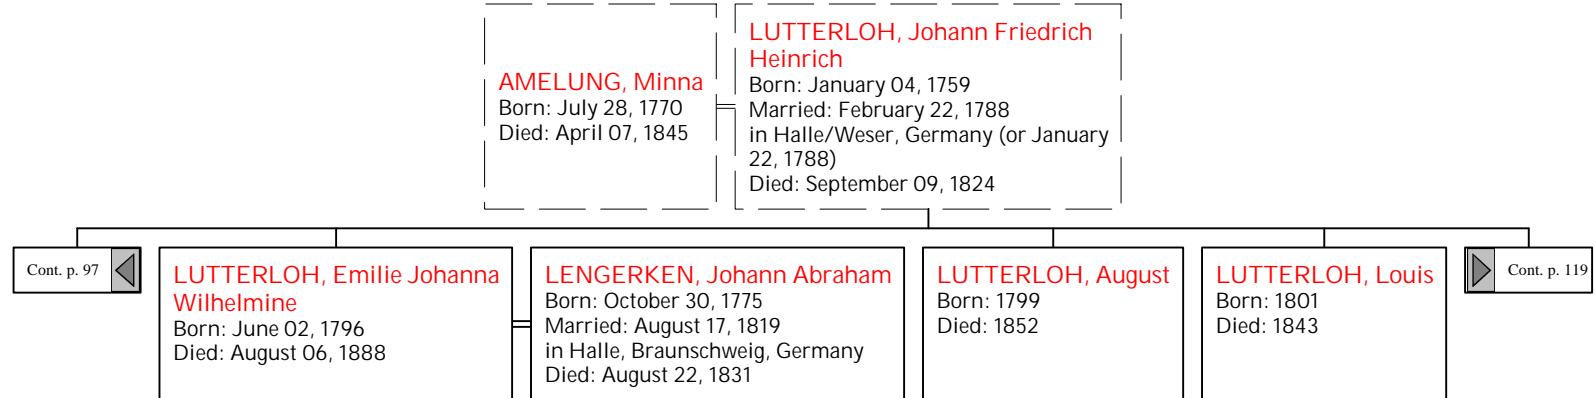 AMELUNG, Minna
Born: July 28, 1770
Died: April 07, 1845
LUTTERLOH, Johann Friedrich
Heinrich
Born: January 04, 1759
Married: February 22, 1788
in Halle/Weser, Germany (or January
22, 1788)
Died: September 09, 1824
Cont. p. 97
LUTTERLOH, Emilie Johanna
Wilhelmine
Born: June 02, 1796
Died: August 06, 1888
LENGERKEN, Johann Abraham
Born: October 30, 1775
Married: August 17, 1819
in Halle, Braunschweig, Germany
Died: August 22, 1831
LUTTERLOH, August
Born: 1799
Died: 1852
LUTTERLOH, Louis
Born: 1801
Died: 1843
Cont. p. 119